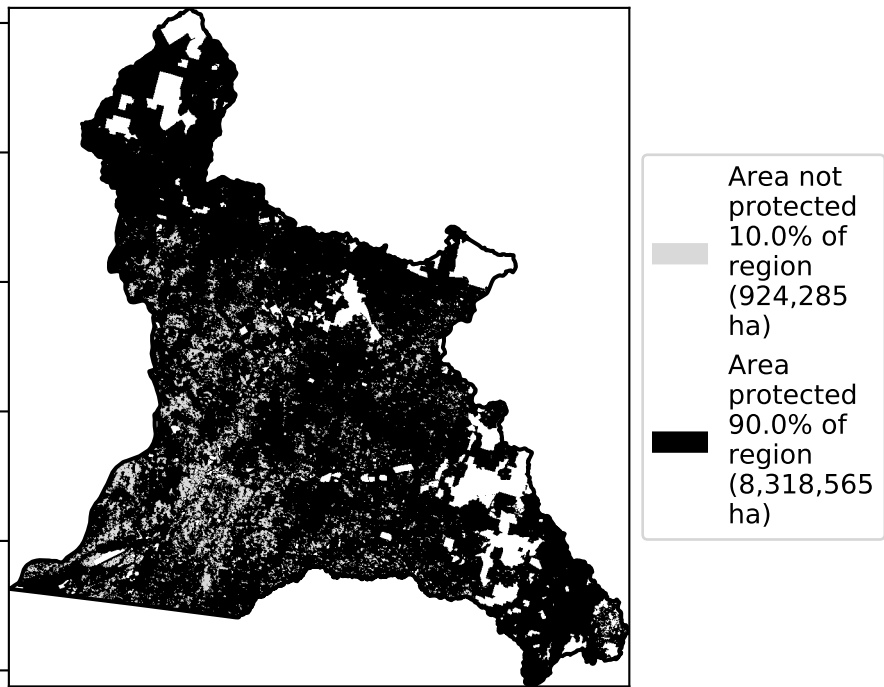 Area not
protected
10.0% of
region
(924,285
ha)
Area
protected
90.0% of
region
(8,318,565
ha)